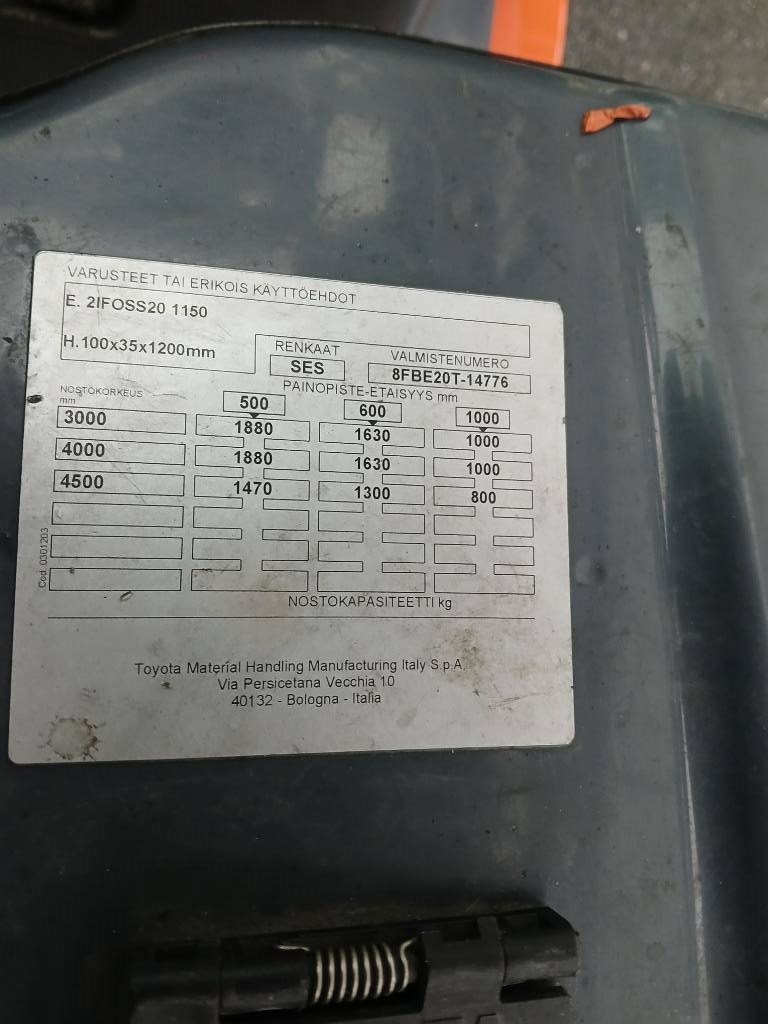 VARUSTEET TAI ERIKOIS KÄYTTÖEHDOT
E. 2IFOSS20 1150
H.100x35x1200mm
RENKAAT
SES
VALMISTENUMERO
8FBE20T-14776
PAINOPISTE-ETAISYYS mm
NOSTOKORKEUS
mm
500 600 1000
3000 1880 1630 1000
4000 1880 1630 1000
4500 1470 1300 800
NOSTOKAPASITEETTI kg
Cod. 0301203
Toyota Material Handling Manufacturing Italy S.p.A.
Via Persicetana Vecchia 10
40132 - Bologna - Italia